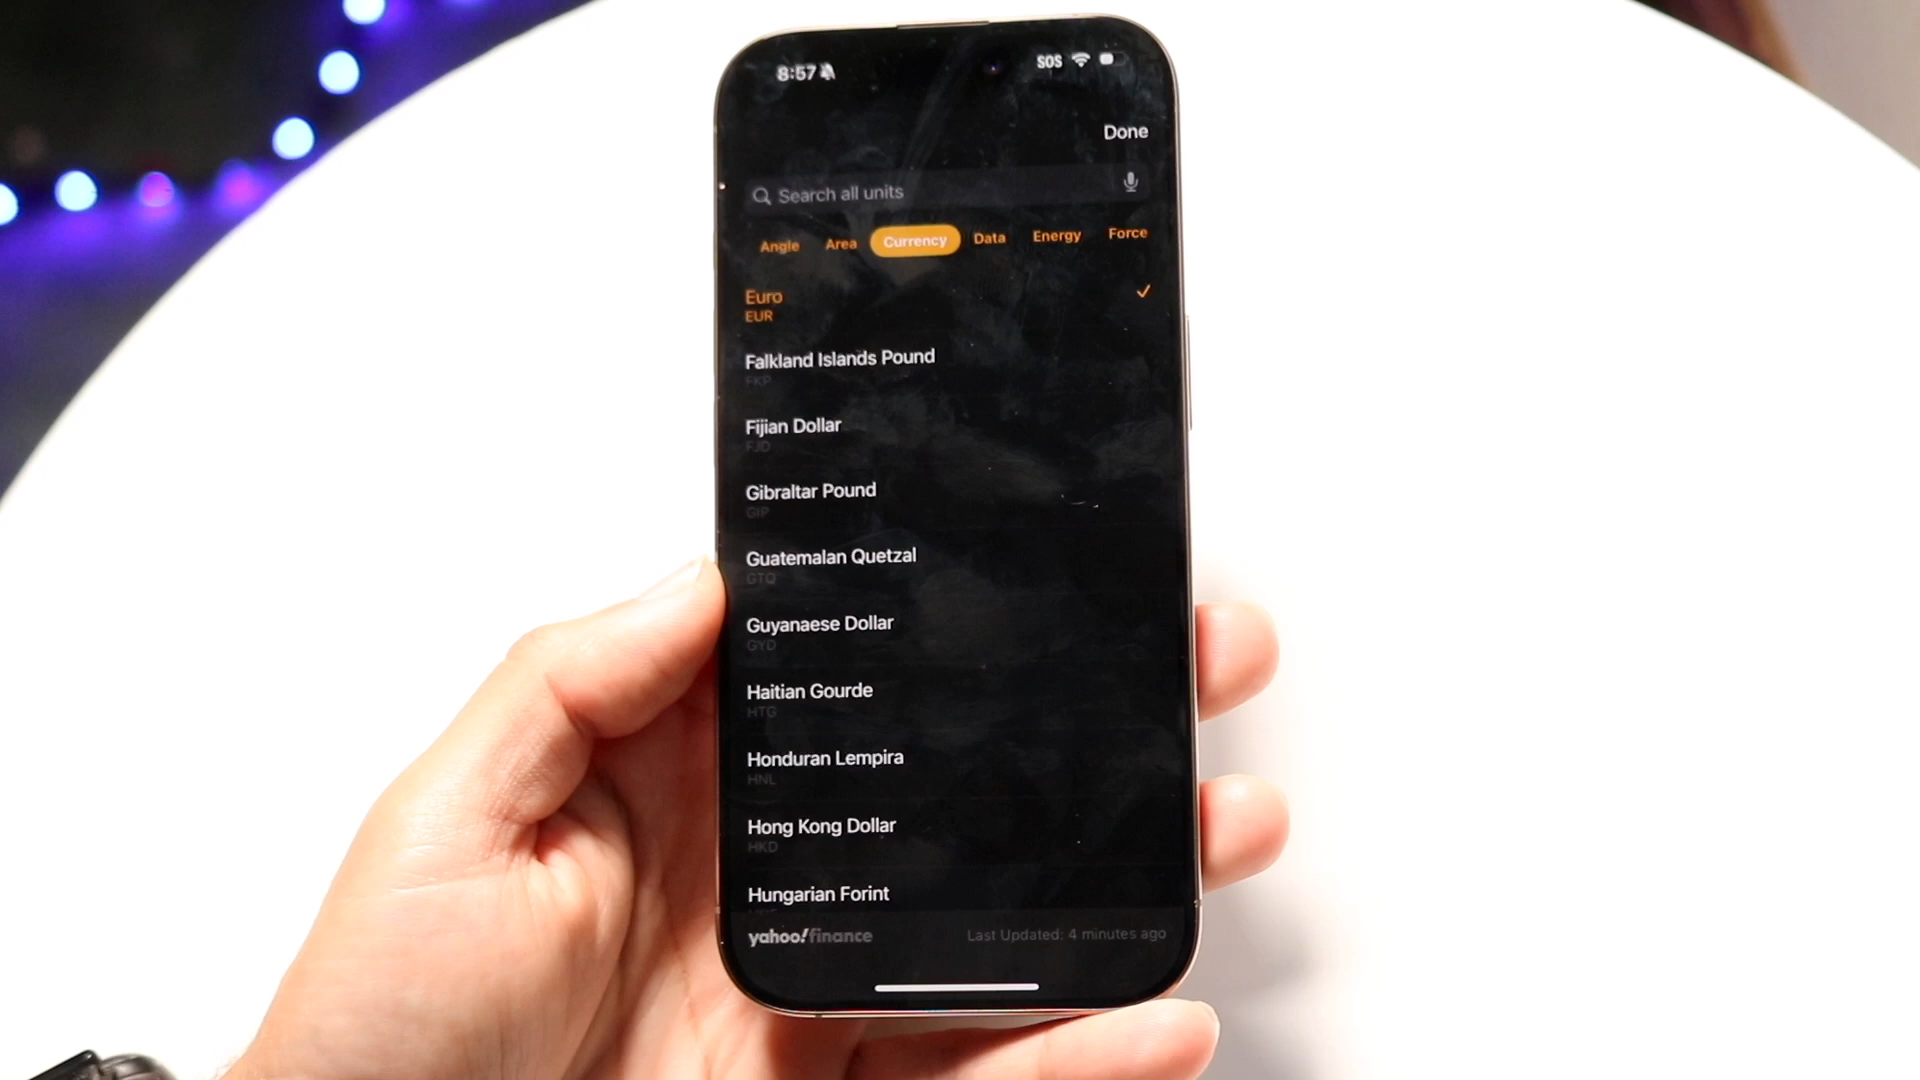 8:57 SOS
Done
Search all units
Angle Area Currency Data Energy Force
Euro
EUR
Falkland Islands Pound
FKP
Fijian Dollar
FJD
Gibraltar Pound
GIP
Guatemalan Quetzal
GTQ
Guyanaese Dollar
GYD
Haitian Gourde
HTG
Honduran Lempira
HNL
Hong Kong Dollar
HKD
Hungarian Forint
yahoo!finance Last Updated: 4 minutes ago